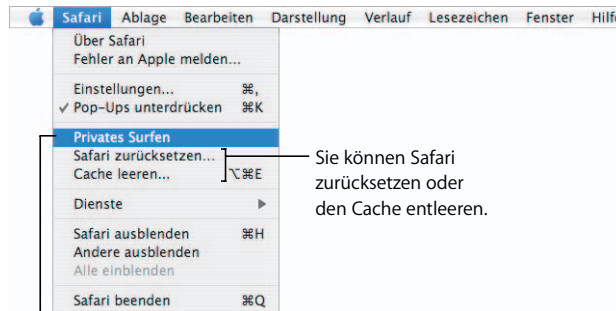 Safari Ablage Bearbeiten Darstellung Verlauf Lesezeichen Fenster Hilfe
Über Safari
Fehler an Apple melden...
Einstellungen... ⌘,
✓ Pop-Ups unterdrücken ⌘K
Privates Surfen
Safari zurücksetzen...
Cache leeren... ⌥⌘E
Dienste ▶
Safari ausblenden ⌘H
Andere ausblenden
Alle einblenden
Safari beenden ⌘Q
Sie können Safari
zurücksetzen oder
den Cache entleeren.